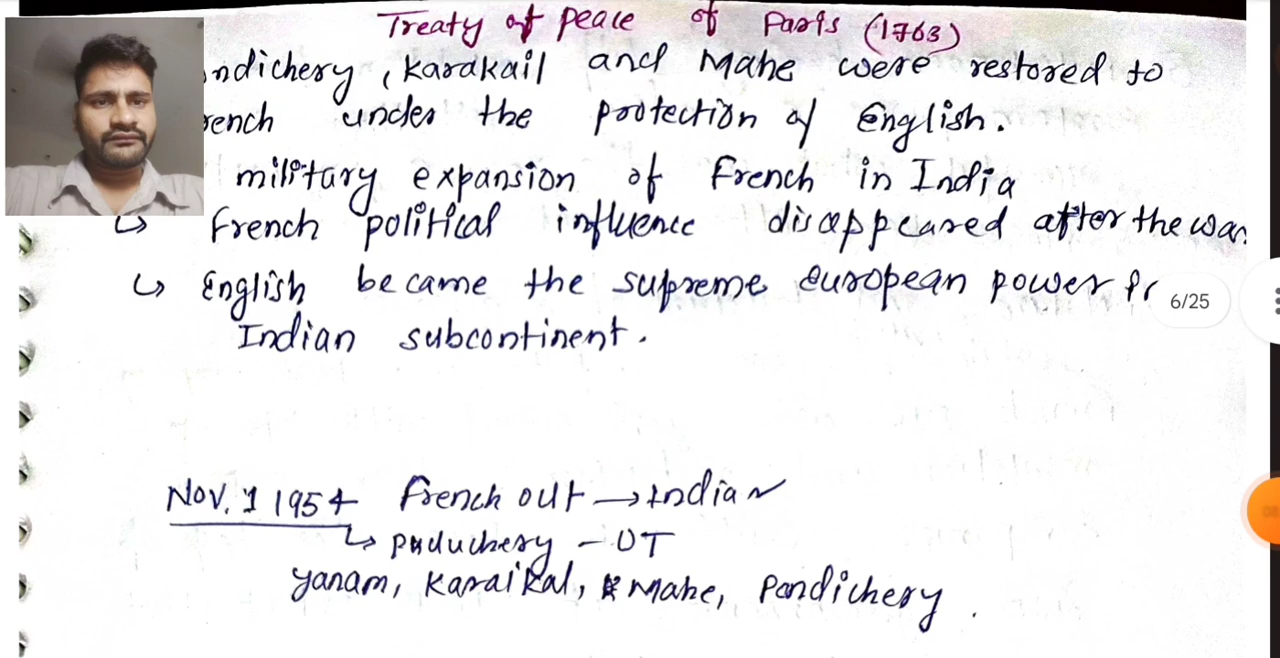 Treaty of peace of Paris (1763)
ndichery, Karakail and Mahe were restored to
rench under the protection of English.
military expansion of French in India
↳ French political influence disappeared after the war
↳ English became the supreme european power
6/25
Indian subcontinent.
Nov. 1 1954 French out → India
↳ puduchery - UT
yanam, Karaikal, Mahe, Pondichery.